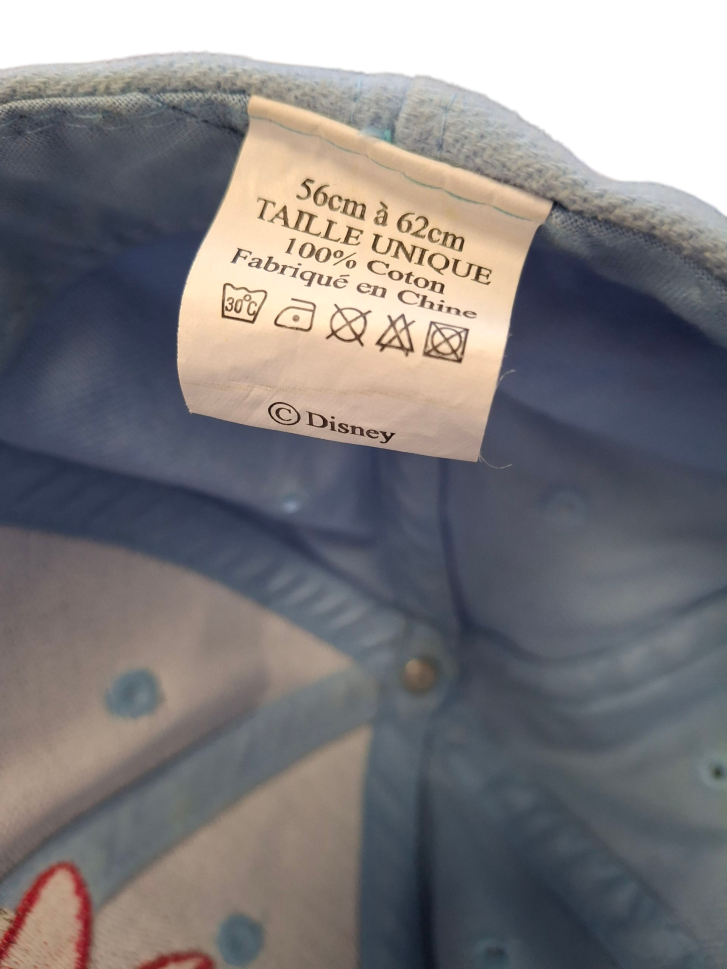 56cm à 62cm
TAILLE UNIQUE
100% Coton
Fabriqué en Chine
30°C
© Disney